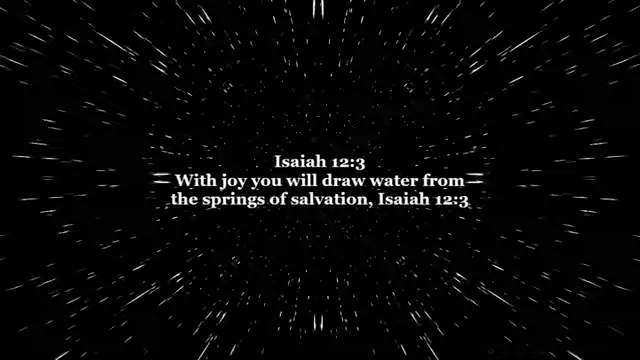 Isaiah 12:3
With joy you will draw water from
the springs of salvation, Isaiah 12:3